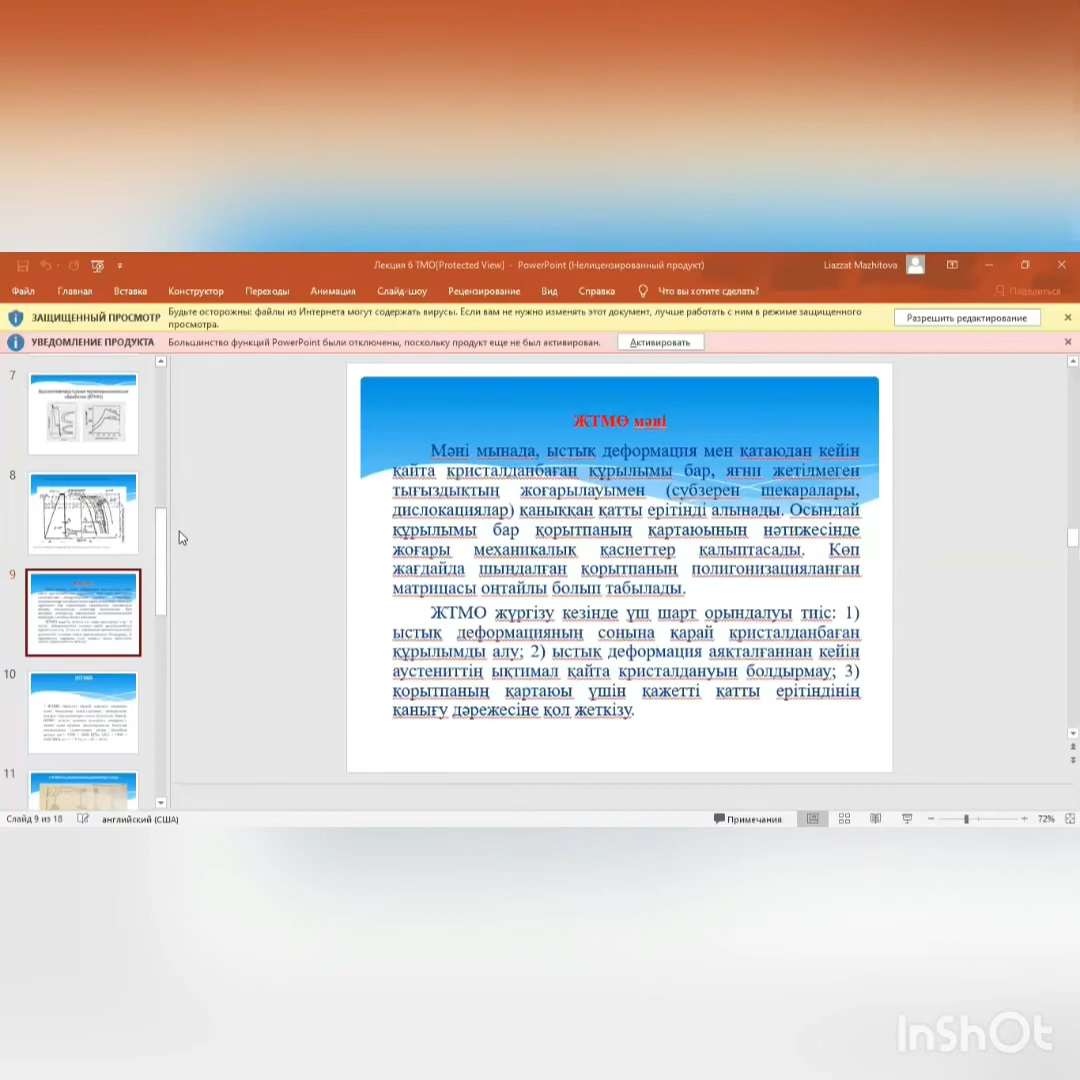 Лекция 6 ТМО[Protected View] - PowerPoint (Нелицензированный продукт)
Liazzat Mazhitova
Файл Главная Вставка Конструктор Переходы Анимация Слайд-шоу Рецензирование Вид Справка Что вы хотите сделать? Поделиться
ЗАЩИЩЕННЫЙ ПРОСМОТР Будьте осторожны: файлы из Интернета могут содержать вирусы. Если вам не нужно изменять этот документ, лучше работать с ним в режиме защищенного
просмотра.
Разрешить редактирование
УВЕДОМЛЕНИЕ ПРОДУКТА Большинство функций PowerPoint были отключены, поскольку продукт еще не был активирован. Активировать
7
8
9
10
11
ЖТМӨ мәні
Мәні мынада, ыстық деформация мен қатаюдан кейін
қайта кристалданбаған құрылымы бар, яғни жетілмеген
тығыздықтың жоғарылауымен (субзерен шекаралары,
дислокациялар) қаныққан қатты ерітінді алынады. Осындай
құрылымы бар қорытпаның қартаюының нәтижесінде
жоғары механикалық қасиеттер қалыптасады. Көп
жағдайда шыңдалған қорытпаның полигонизацияланған
матрицасы оңтайлы болып табылады.
ЖТМО жүргізу кезінде үш шарт орындалуы тиіс: 1)
ыстық деформацияның соңына қарай кристалданбаған
құрылымды алу; 2) ыстық деформация аяқталғаннан кейін
аустениттің ықтимал қайта кристалдануын болдырмау; 3)
қорытпаның қартаюы үшін қажетті қатты ерітіндінің
қанығу дәрежесіне қол жеткізу.
Слайд 9 из 18 английский (США) Примечания 72%
InShOt